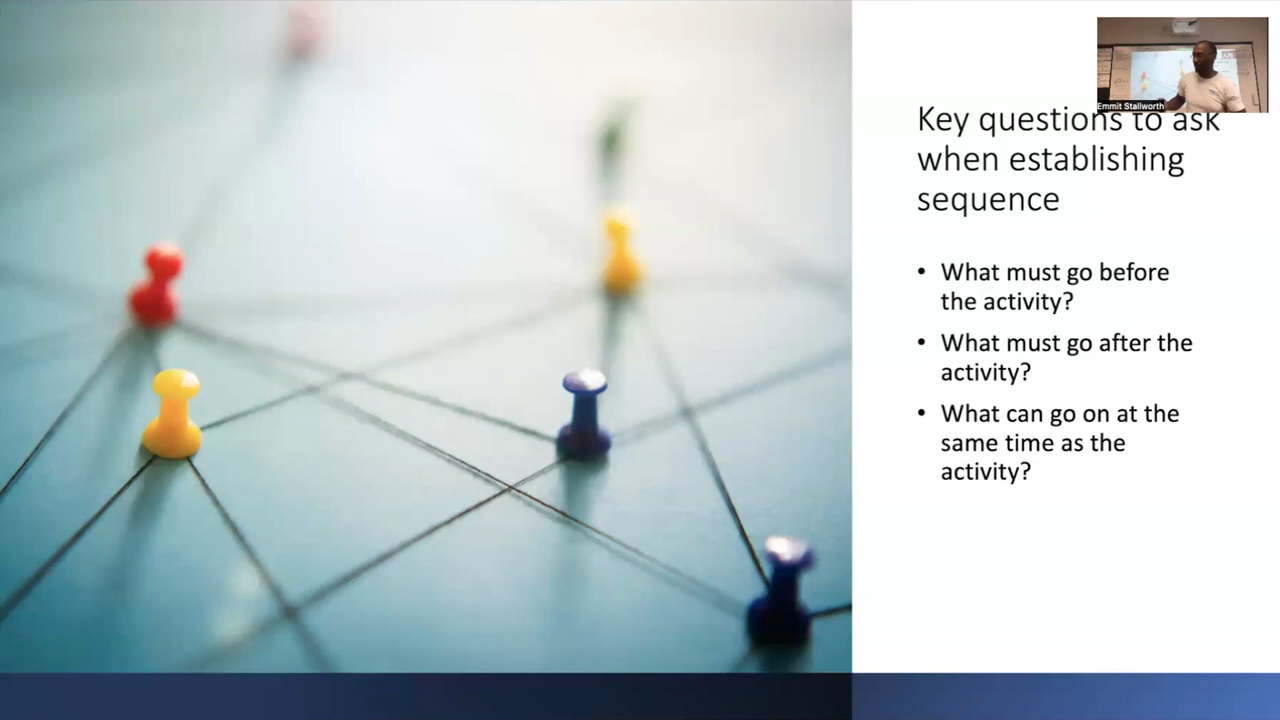 Emmit Stallworth
Key questions to ask
when establishing
sequence
• What must go before
the activity?
• What must go after the
activity?
• What can go on at the
same time as the
activity?